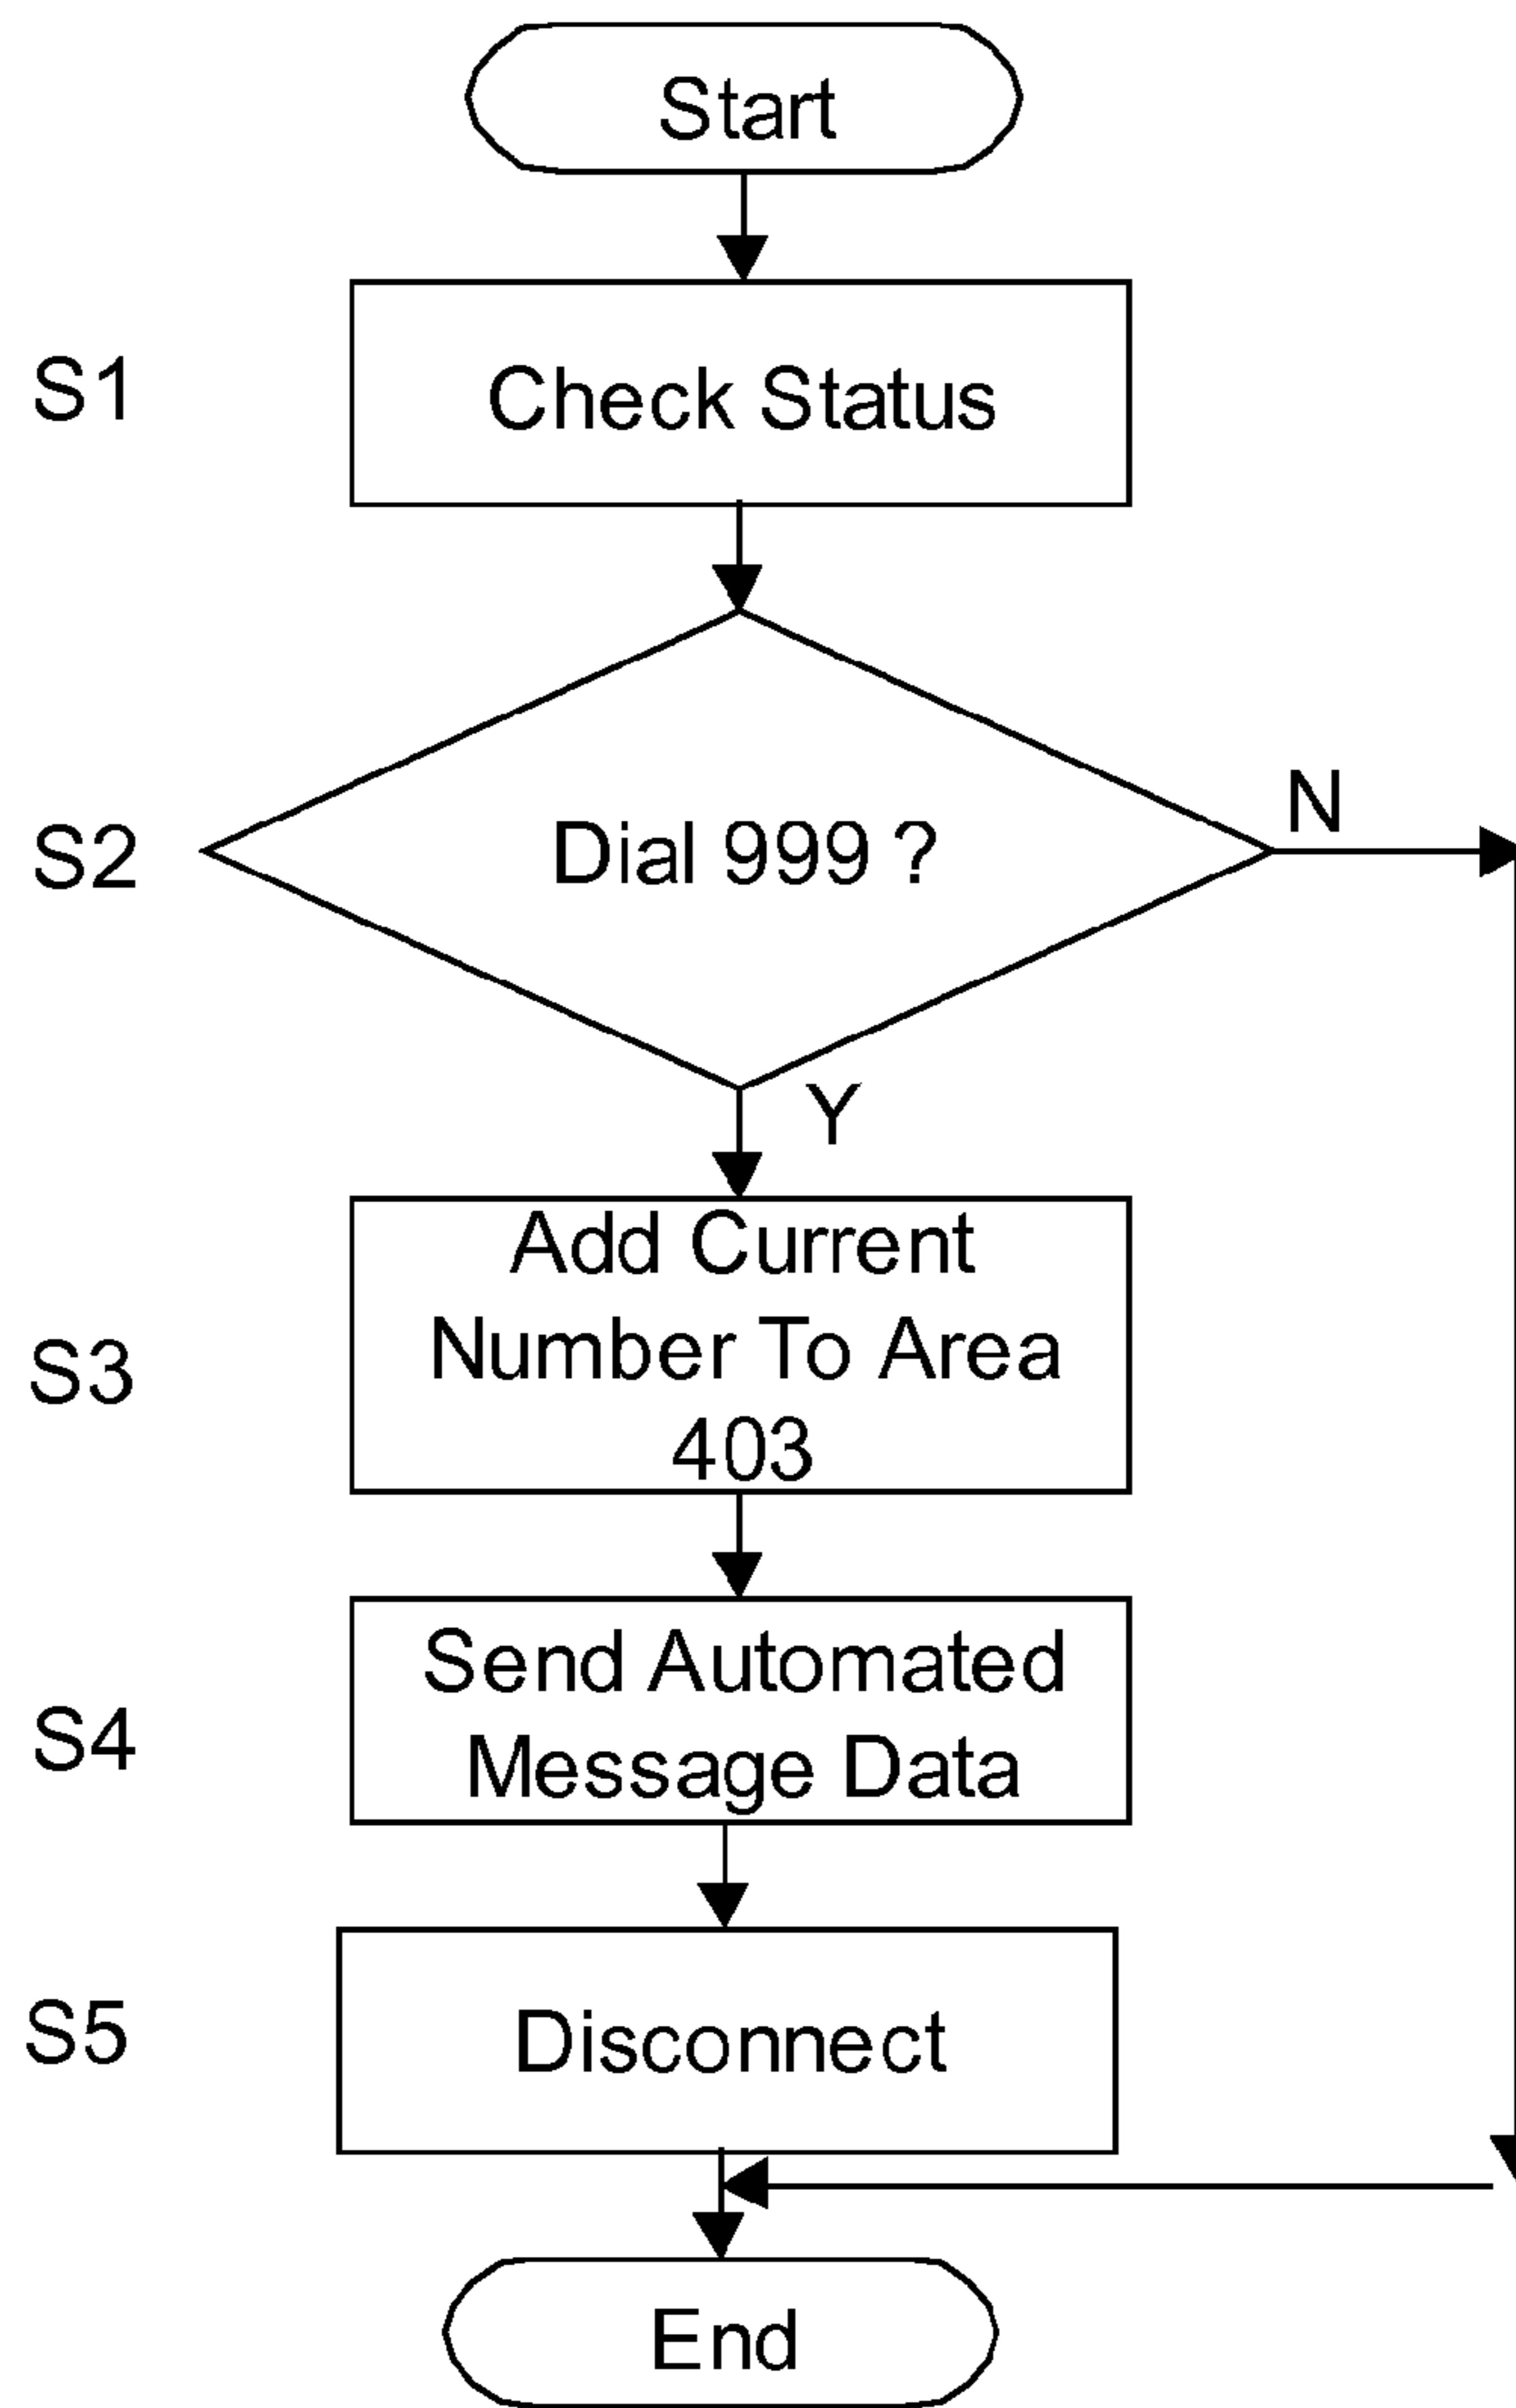 Start
S1
Check Status
S2
Dial 999 ?
N
Y
S3
Add Current
Number To Area
403
S4
Send Automated
Message Data
S5
Disconnect
End